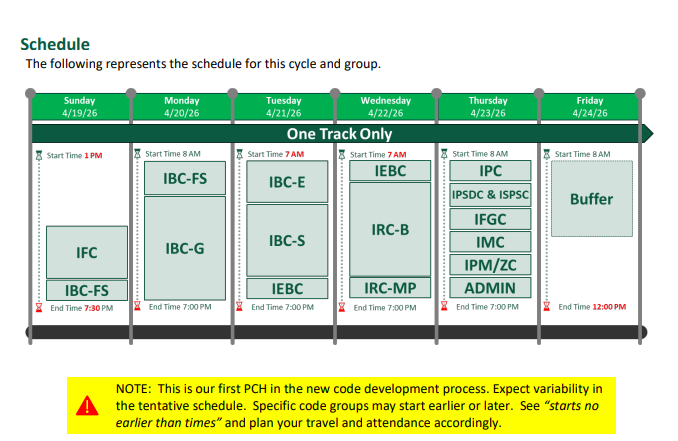 Schedule
The following represents the schedule for this cycle and group.
Sunday
4/19/26
Monday
4/20/26
Tuesday
4/21/26
Wednesday
4/22/26
Thursday
4/23/26
Friday
4/24/26
One Track Only
Start Time 1 PM
IFC
IBC-FS
End Time 7:30 PM
Start Time 8 AM
IBC-FS
IBC-G
End Time 7:00 PM
Start Time 7 AM
IBC-E
IBC-S
IEBC
End Time 7:00 PM
Start Time 7 AM
IEBC
IRC-B
IRC-MP
End Time 7:00 PM
Start Time 8 AM
IPC
IPSDC & ISPSC
IFGC
IMC
IPM/ZC
ADMIN
End Time 7:00 PM
Start Time 8 AM
Buffer
End Time 12:00 PM
NOTE: This is our first PCH in the new code development process. Expect variability in
the tentative schedule. Specific code groups may start earlier or later. See “starts no
earlier than times” and plan your travel and attendance accordingly.